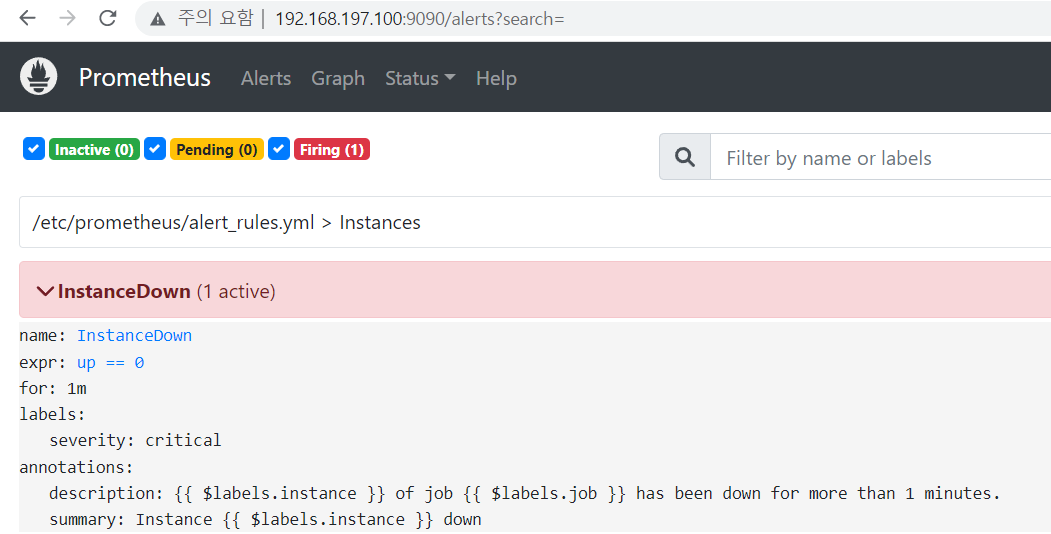 주의 요함 | 192.168.197.100:9090/alerts?search=
Prometheus Alerts Graph Status Help
Inactive (0) Pending (0) Firing (1)
Filter by name or labels
/etc/prometheus/alert_rules.yml > Instances
InstanceDown (1 active)
name: InstanceDown
expr: up == 0
for: 1m
labels:
severity: critical
annotations:
description: {{ $labels.instance }} of job {{ $labels.job }} has been down for more than 1 minutes.
summary: Instance {{ $labels.instance }} down